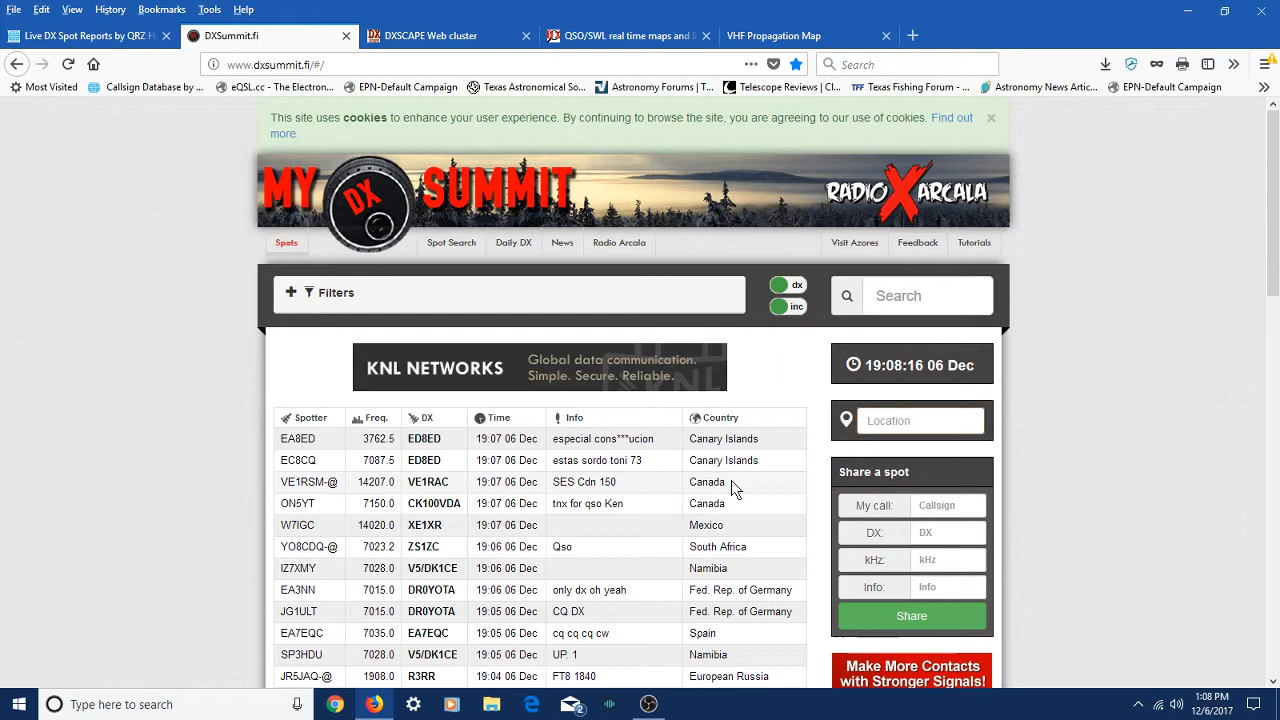 File Edit View History Bookmarks Tools Help
Live DX Spot Reports by QRZ H DXSummit.fi DXSCAPE Web cluster QSO/SWL real time maps and li VHF Propagation Map
www.dxsummit.fi/#/ Search
Most Visited Callsign Database by... eQSL.cc - The Electron... EPN-Default Campaign Texas Astronomical So... Astronomy Forums | T... Telescope Reviews | Cl... TFF Texas Fishing Forum - ... Astronomy News Artic... EPN-Default Campaign
This site uses cookies to enhance your user experience. By continuing to browse the site, you are agreeing to our use of cookies. Find out
more.
MY DX SUMMIT RADIO X ARCALA
Spots Spot Search Daily DX News Radio Arcala Visit Azores Feedback Tutorials
Filters dx inc Search
KNL NETWORKS Global data communication.
Simple. Secure. Reliable.
19:08:16 06 Dec
Location
Spotter Freq. DX Time Info Country
EA8ED 3762.5 ED8ED 19:07 06 Dec especial cons***ucion Canary Islands
EC8CQ 7087.5 ED8ED 19:07 06 Dec estas sordo toni 73 Canary Islands
VE1RSM-@ 14207.0 VE1RAC 19:07 06 Dec SES Cdn 150 Canada
ON5YT 7150.0 CK100VDA 19:07 06 Dec tnx for qso Ken Canada
W7IGC 14020.0 XE1XR 19:07 06 Dec Mexico
YO8CDQ-@ 7023.2 ZS1ZC 19:06 06 Dec Qso South Africa
IZ7XMY 7028.0 V5/DK1CE 19:06 06 Dec Namibia
EA3NN 7015.0 DR0YOTA 19:06 06 Dec only dx oh yeah Fed. Rep. of Germany
JG1ULT 7015.0 DR0YOTA 19:05 06 Dec CQ DX Fed. Rep. of Germany
EA7EQC 7035.0 EA7EQC 19:05 06 Dec cq cq cq cw Spain
SP3HDU 7028.0 V5/DK1CE 19:05 06 Dec UP. 1 Namibia
JR5JAQ-@ 1908.0 R3RR 19:04 06 Dec FT8 1840 European Russia
Share a spot
My call: Callsign
DX: DX
kHz: kHz
Info: Info
Share
Make More Contacts
with Stronger Signals!
Type here to search 2 1:08 PM
12/6/2017